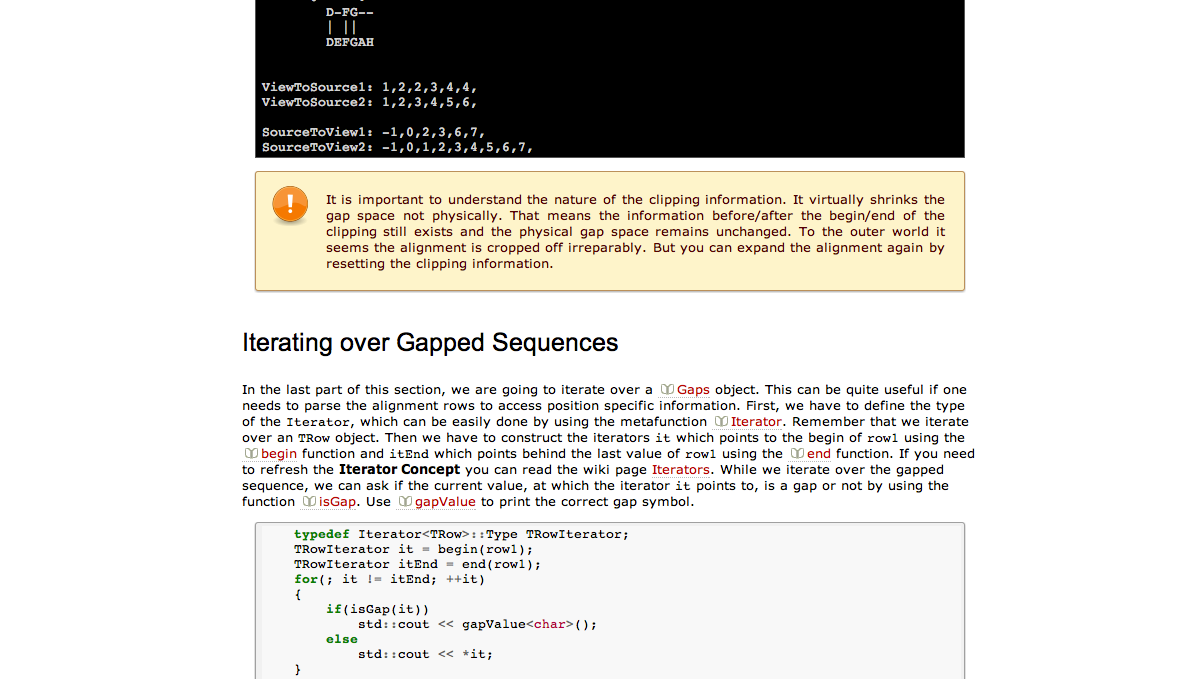 D-FG--
| ||
DEFGAH
ViewToSource1: 1,2,2,3,4,4,
ViewToSource2: 1,2,3,4,5,6,
SourceToView1: -1,0,2,3,6,7,
SourceToView2: -1,0,1,2,3,4,5,6,7,
It is important to understand the nature of the clipping information. It virtually shrinks the
gap space not physically. That means the information before/after the begin/end of the
clipping still exists and the physical gap space remains unchanged. To the outer world it
seems the alignment is cropped off irreparably. But you can expand the alignment again by
resetting the clipping information.
Iterating over Gapped Sequences
In the last part of this section, we are going to iterate over a Gaps object. This can be quite useful if one
needs to parse the alignment rows to access position specific information. First, we have to define the type
of the Iterator, which can be easily done by using the metafunction Iterator. Remember that we iterate
over an TRow object. Then we have to construct the iterators it which points to the begin of row1 using the
begin function and itEnd which points behind the last value of row1 using the end function. If you need
to refresh the Iterator Concept you can read the wiki page Iterators. While we iterate over the gapped
sequence, we can ask if the current value, at which the iterator it points to, is a gap or not by using the
function isGap. Use gapValue to print the correct gap symbol.
typedef Iterator<TRow>::Type TRowIterator;
TRowIterator it = begin(row1);
TRowIterator itEnd = end(row1);
for(; it != itEnd; ++it)
{
if(isGap(it))
std::cout << gapValue<char>();
else
std::cout << *it;
}